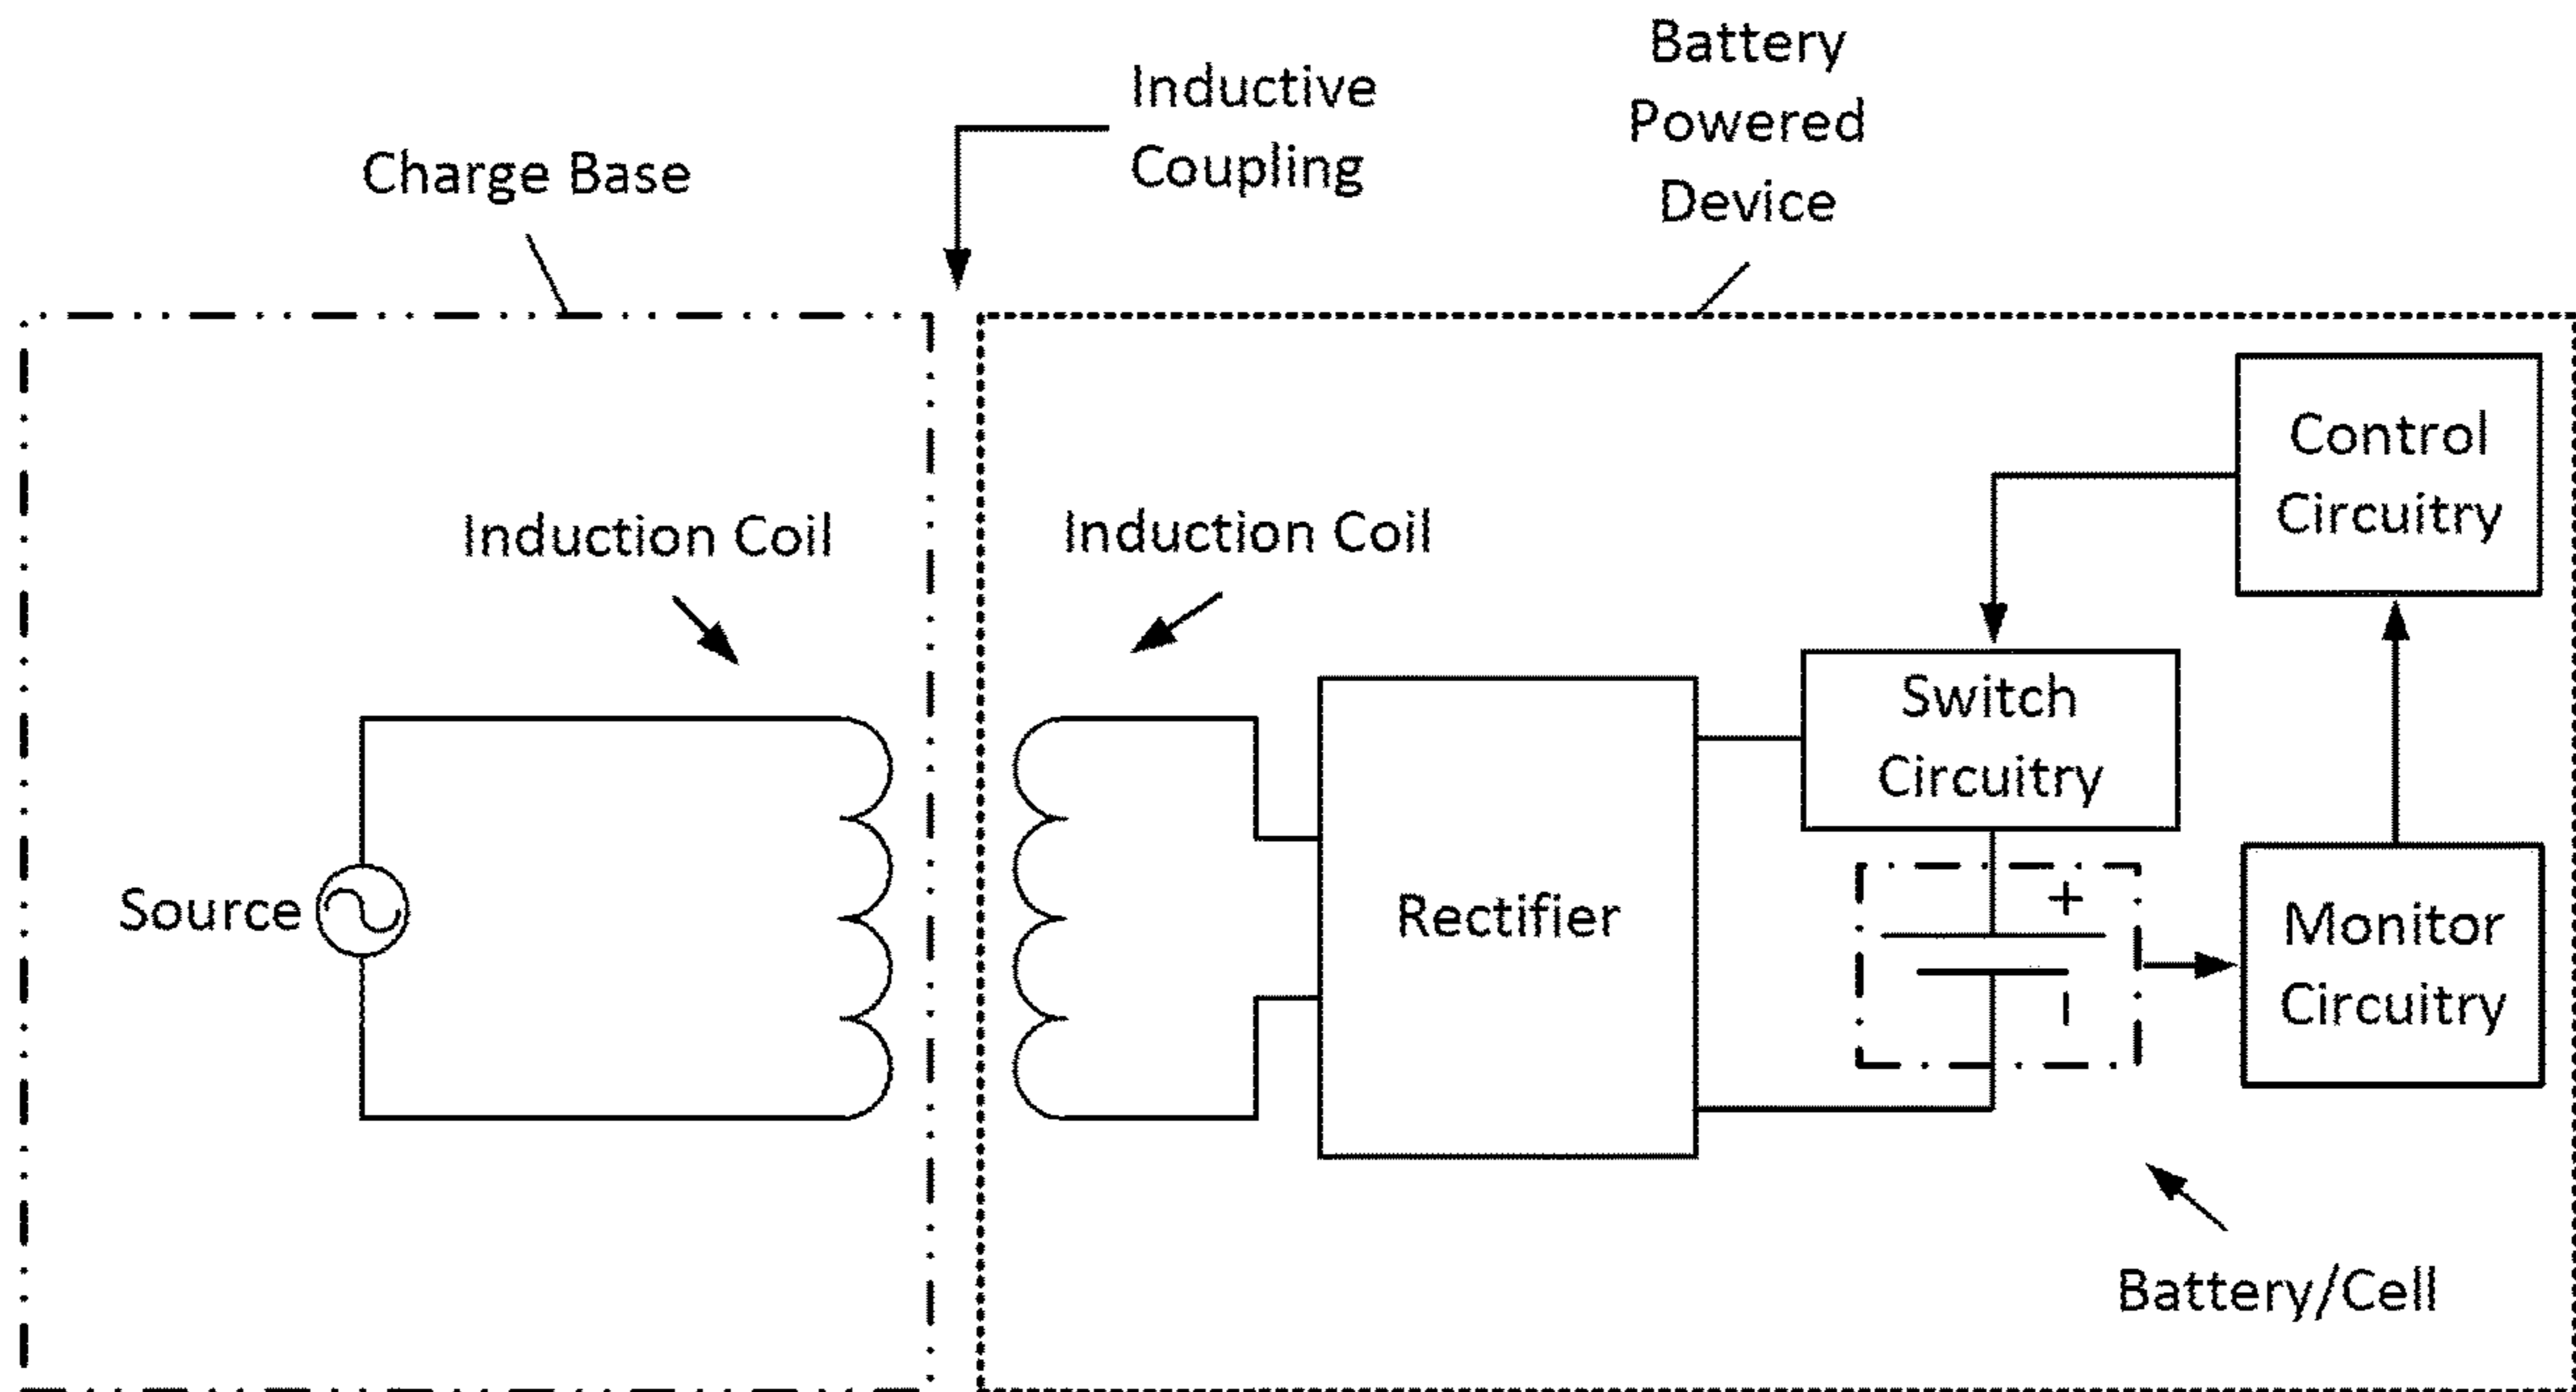 Battery
Powered
Device
Inductive
Coupling
Charge Base
Control
Circuitry
Induction Coil
Induction Coil
Switch
Circuitry
Source
Rectifier
+
Monitor
Circuitry
Battery/Cell